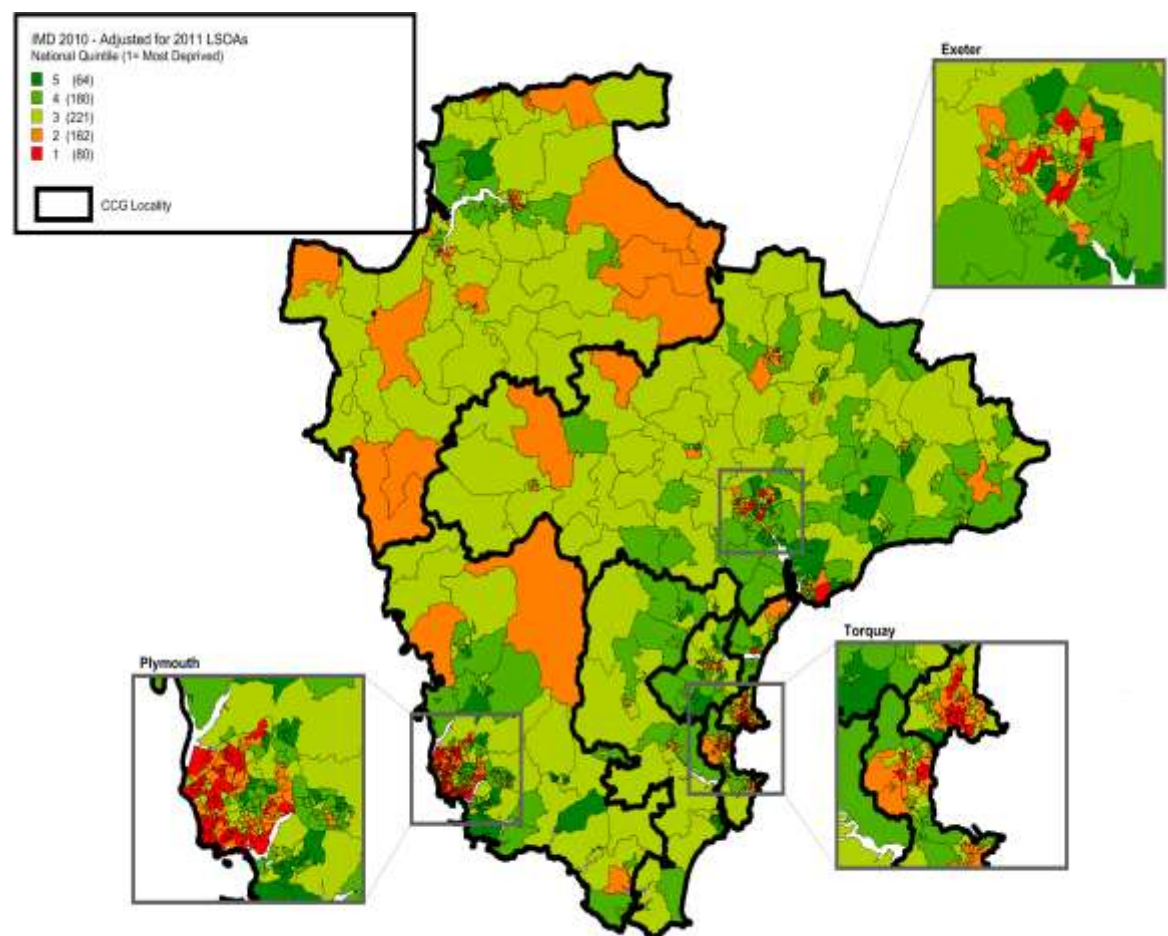 IMD 2010 - Adjusted for 2011 LSOAs
National Quintile (1= Most Deprived)
5 (64)
4 (180)
3 (221)
2 (162)
1 (80)
CCG Locality
Exeter
Plymouth
Torquay